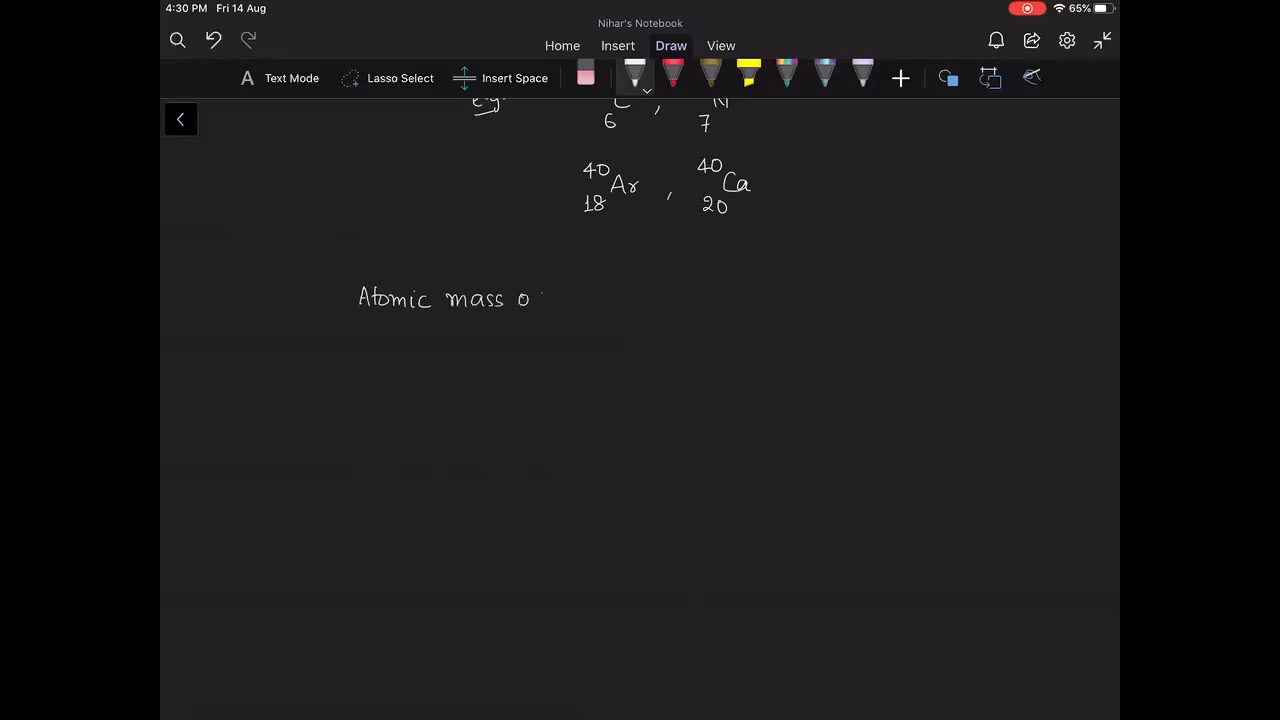 4:30 PM Fri 14 Aug
65%
Nihar's Notebook
Home Insert Draw View
A Text Mode Lasso Select Insert Space
6 , 7
40 Ar 18 , 40 Ca 20
Atomic mass o